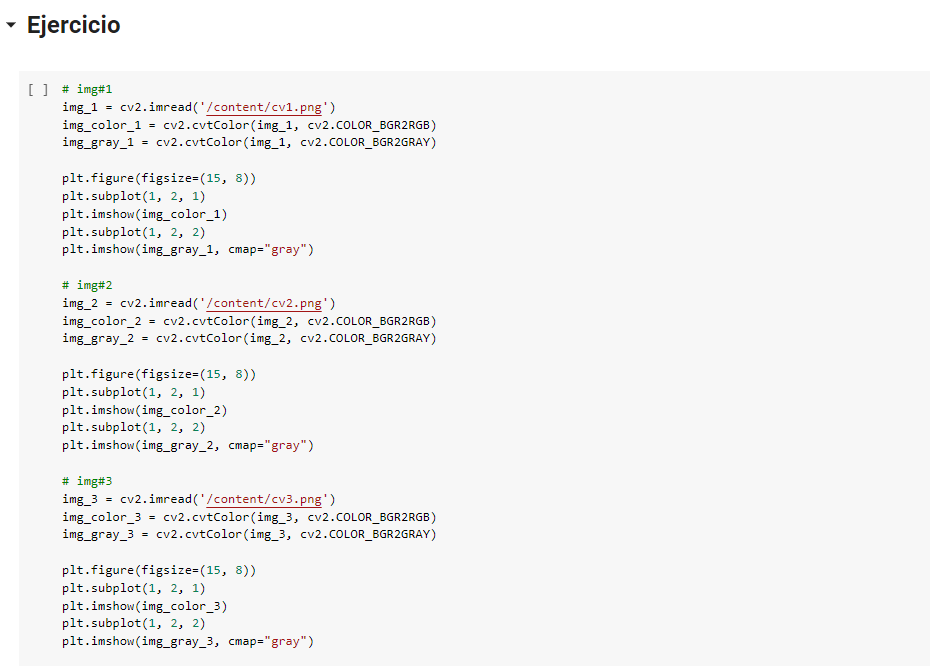 Ejercicio
[ ] # img#1
img_1 = cv2.imread('/content/cv1.png')
img_color_1 = cv2.cvtColor(img_1, cv2.COLOR_BGR2RGB)
img_gray_1 = cv2.cvtColor(img_1, cv2.COLOR_BGR2GRAY)
plt.figure(figsize=(15, 8))
plt.subplot(1, 2, 1)
plt.imshow(img_color_1)
plt.subplot(1, 2, 2)
plt.imshow(img_gray_1, cmap="gray")
# img#2
img_2 = cv2.imread('/content/cv2.png')
img_color_2 = cv2.cvtColor(img_2, cv2.COLOR_BGR2RGB)
img_gray_2 = cv2.cvtColor(img_2, cv2.COLOR_BGR2GRAY)
plt.figure(figsize=(15, 8))
plt.subplot(1, 2, 1)
plt.imshow(img_color_2)
plt.subplot(1, 2, 2)
plt.imshow(img_gray_2, cmap="gray")
# img#3
img_3 = cv2.imread('/content/cv3.png')
img_color_3 = cv2.cvtColor(img_3, cv2.COLOR_BGR2RGB)
img_gray_3 = cv2.cvtColor(img_3, cv2.COLOR_BGR2GRAY)
plt.figure(figsize=(15, 8))
plt.subplot(1, 2, 1)
plt.imshow(img_color_3)
plt.subplot(1, 2, 2)
plt.imshow(img_gray_3, cmap="gray")